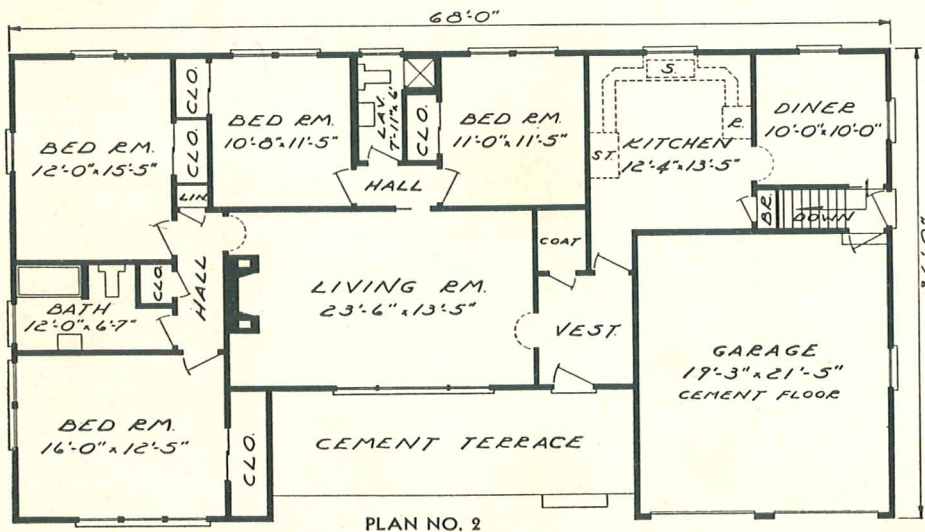 68'-0"
BED RM.
12'-0" x 15'-5"
CLO.
CLO.
LIN.
BED RM.
10'-8" x 11'-5"
LAV.
7'-11" x 6'
CLO.
BED RM.
11'-0" x 11'-5"
HALL
S.
R.
ST.
KITCHEN
12'-4" x 13'-5"
DINER
10'-0" x 10'-0"
BR.
DOWN
COAT
HALL
CLO.
BATH
12'-0" x 6'-7"
LIVING RM.
23'-6" x 13'-5"
VEST.
GARAGE
19'-3" x 21'-5"
CEMENT FLOOR
BED RM.
16'-0" x 12'-5"
CLO.
CEMENT TERRACE
PLAN NO. 2